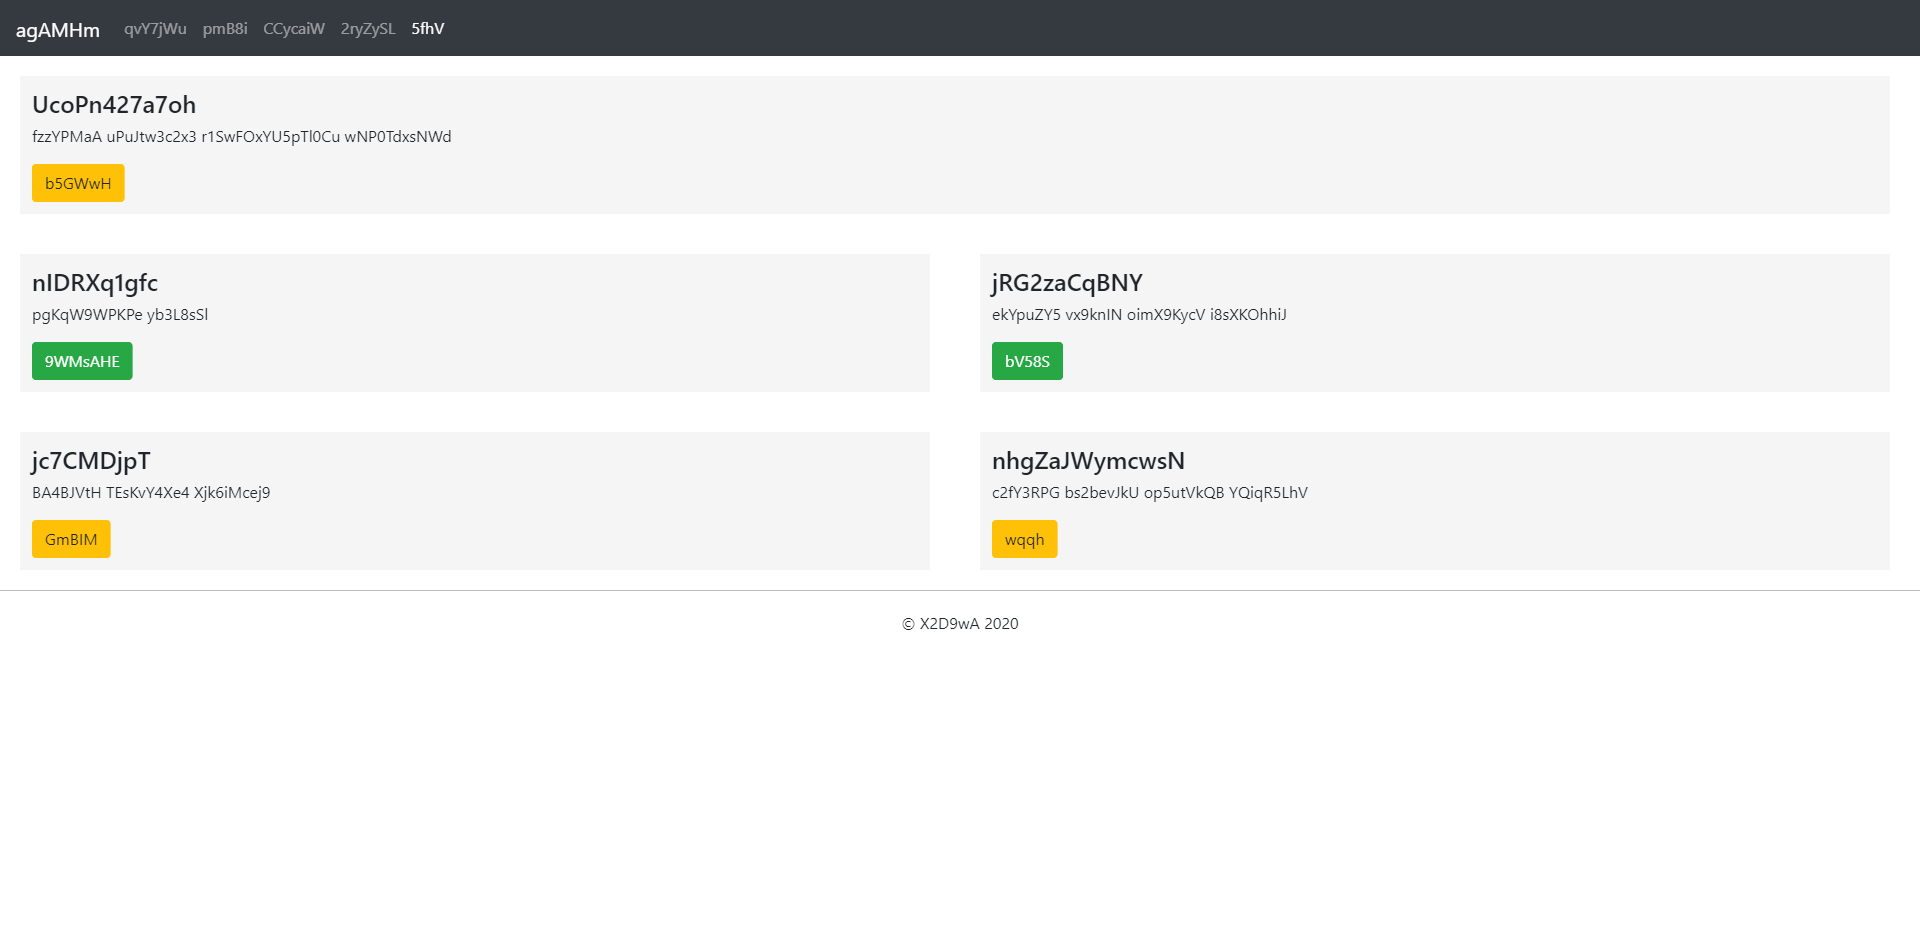 agAMHm qvY7jWu pmB8i CCycaiW 2ryZySL 5fhV
UcoPn427a7oh
fzzYPMaA uPuJtw3c2x3 r1SwFOxYU5pTl0Cu wNP0TdxsNWd
b5GWwH
nIDRXq1gfc
pgKqW9WPKPe yb3L8sSl
9WMsAHE
jRG2zaCqBNY
ekYpuZY5 vx9knIN oimX9KycV i8sXKOhhiJ
bV58S
jc7CMDjpT
BA4BJVtH TEsKvY4Xe4 Xjk6iMcej9
GmBIM
nhgZaJWymcwsN
c2fY3RPG bs2bevJkU op5utVkQB YQiqR5LhV
wqqh
© X2D9wA 2020